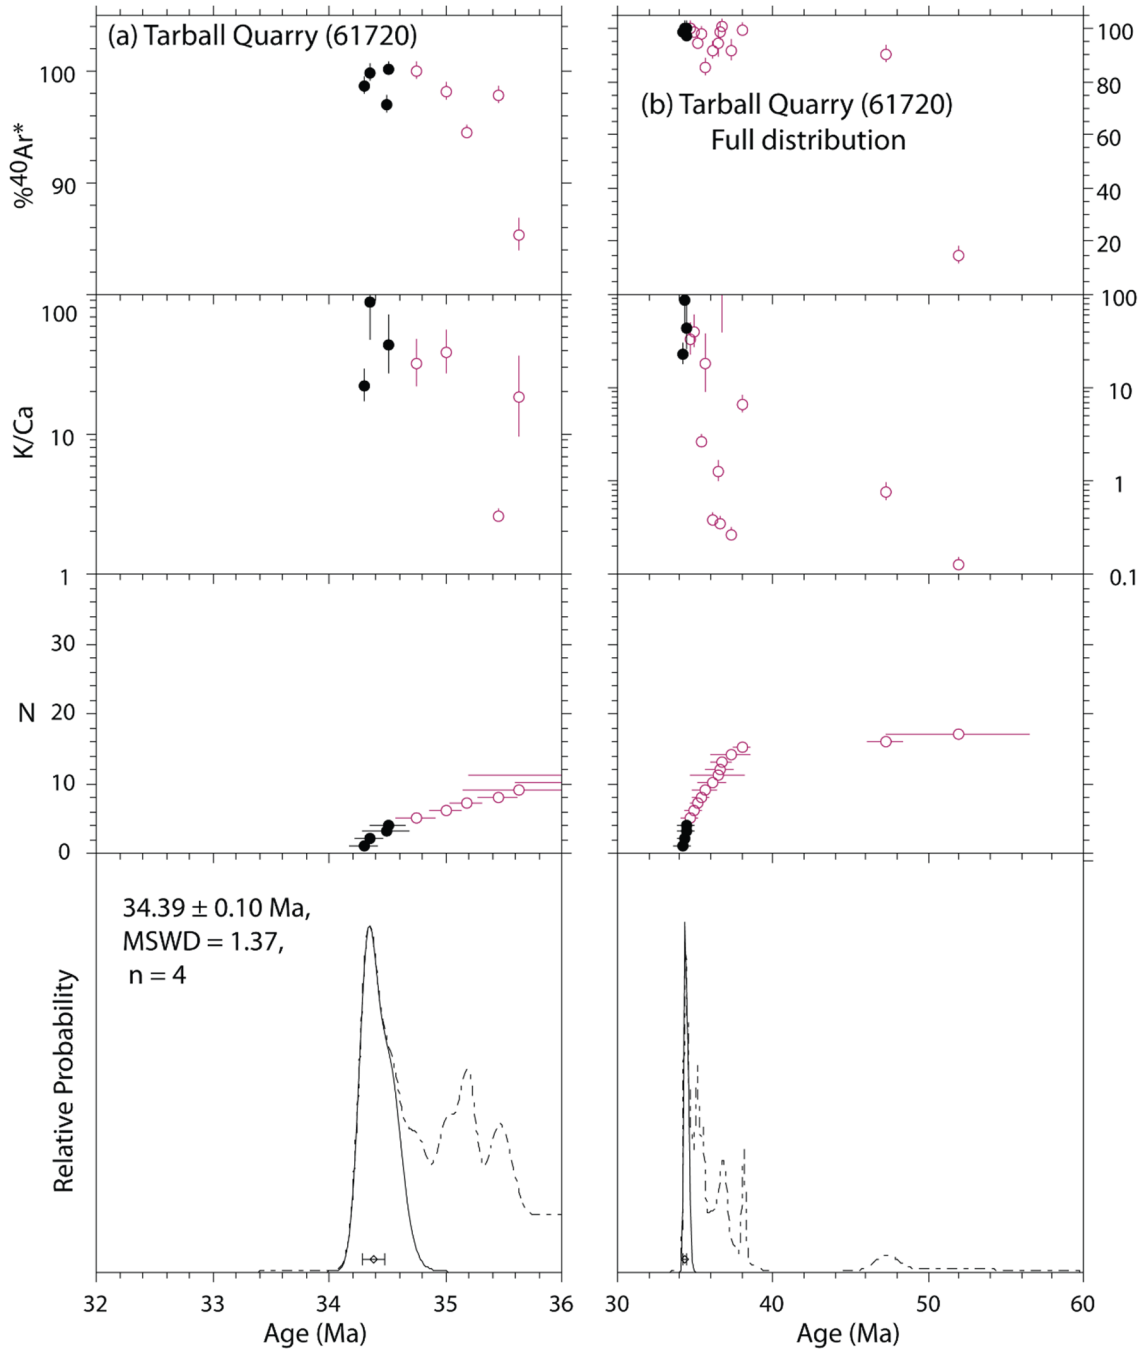 (a) Tarball Quarry (61720)
%⁴⁰Ar*
100
90
K/Ca
100
10
1
N
30
20
10
0
Relative Probability
34.39 ± 0.10 Ma,
MSWD = 1.37,
n = 4
32 33 34 35 36
Age (Ma)
(b) Tarball Quarry (61720)
Full distribution
100
80
60
40
20
100
10
1
0.1
30 40 50 60
Age (Ma)